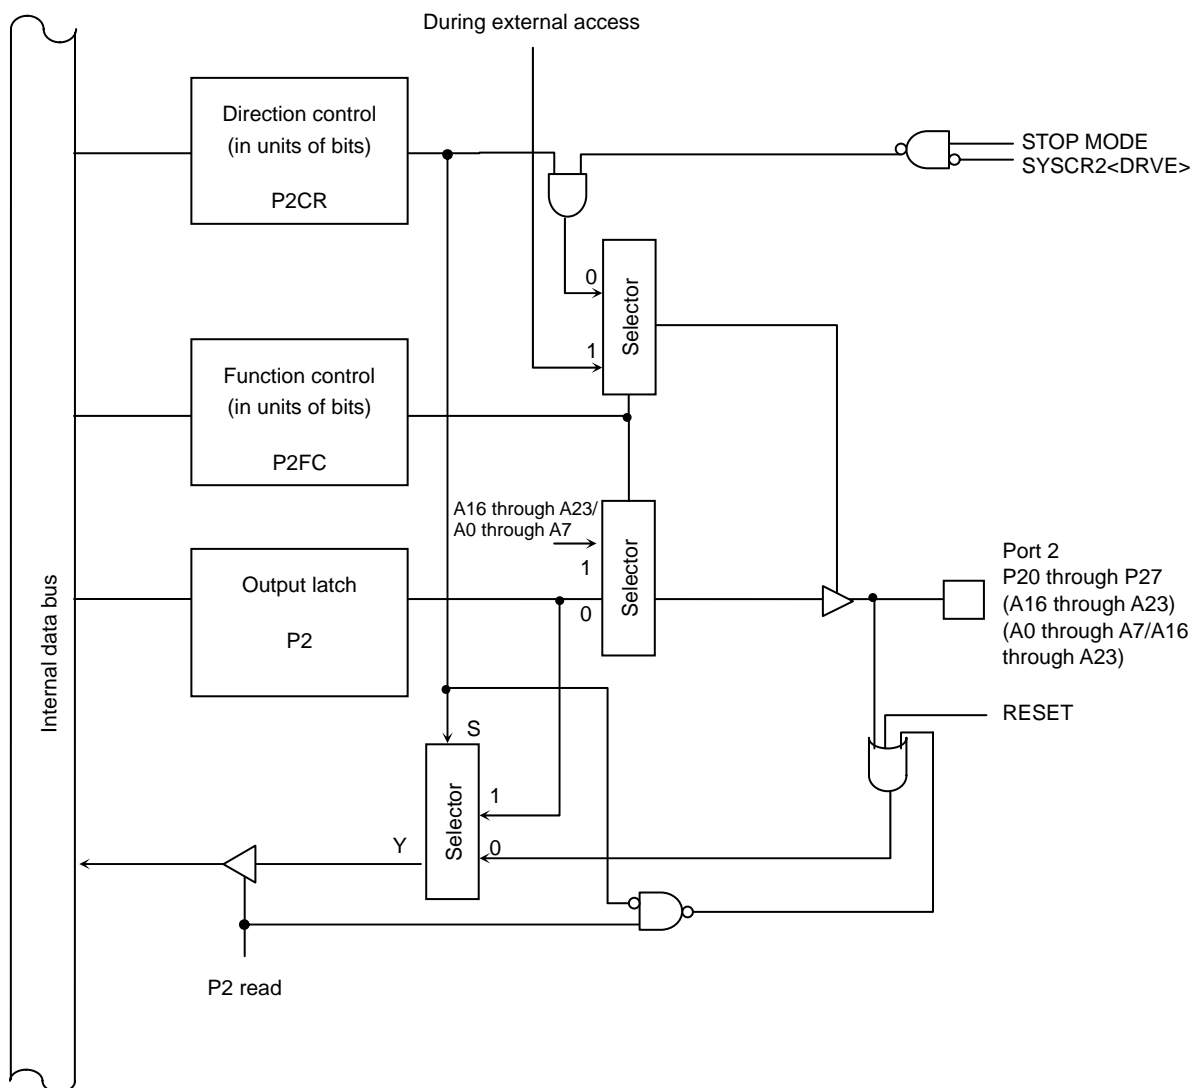 During external access
Direction control
(in units of bits)
P2CR
STOP MODE
SYSCR2<DRVE>
0
Selector
1
Function control
(in units of bits)
P2FC
A16 through A23/
A0 through A7
1
Selector
0
Output latch
P2
Port 2
P20 through P27
(A16 through A23)
(A0 through A7/A16
through A23)
Internal data bus
RESET
S
Selector
1
Y
0
P2 read